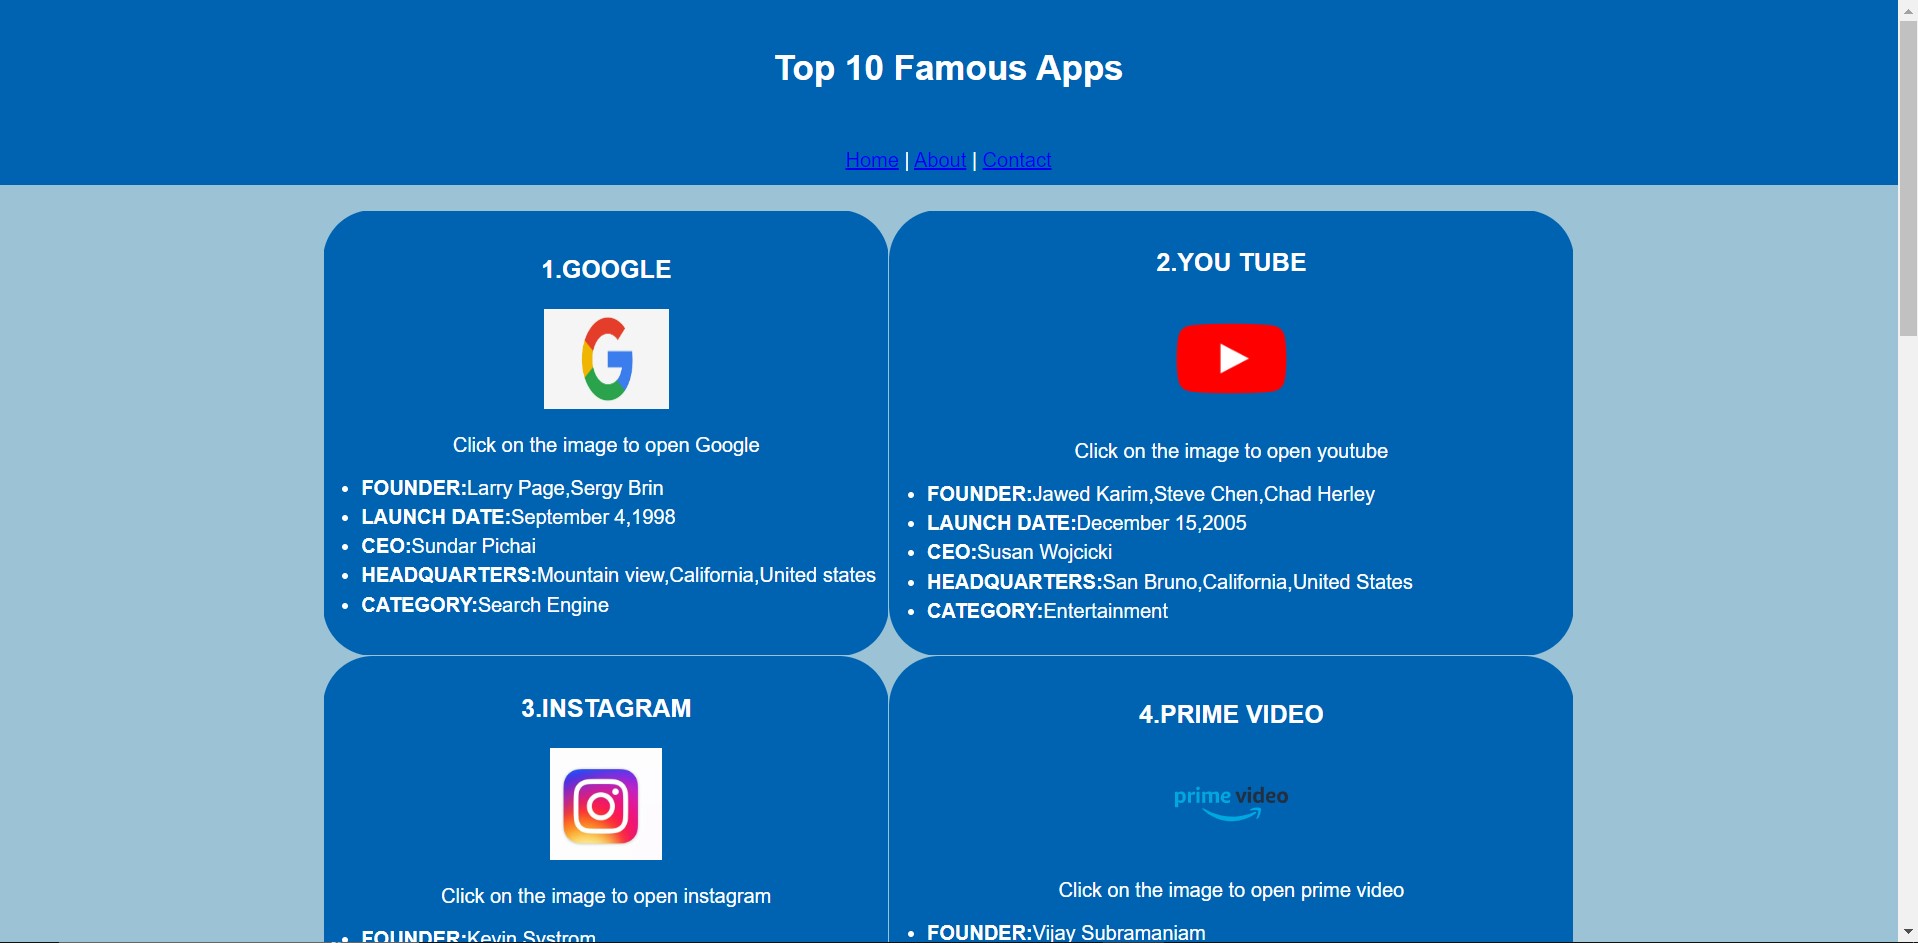 Top 10 Famous Apps
Home | About | Contact
1.GOOGLE
Click on the image to open Google
FOUNDER:Larry Page,Sergy Brin
LAUNCH DATE:September 4,1998
CEO:Sundar Pichai
HEADQUARTERS:Mountain view,California,United states
CATEGORY:Search Engine
2.YOU TUBE
Click on the image to open youtube
FOUNDER:Jawed Karim,Steve Chen,Chad Herley
LAUNCH DATE:December 15,2005
CEO:Susan Wojcicki
HEADQUARTERS:San Bruno,California,United States
CATEGORY:Entertainment
3.INSTAGRAM
Click on the image to open instagram
FOUNDER:Kevin Systrom
4.PRIME VIDEO
prime video
Click on the image to open prime video
FOUNDER:Vijay Subramaniam